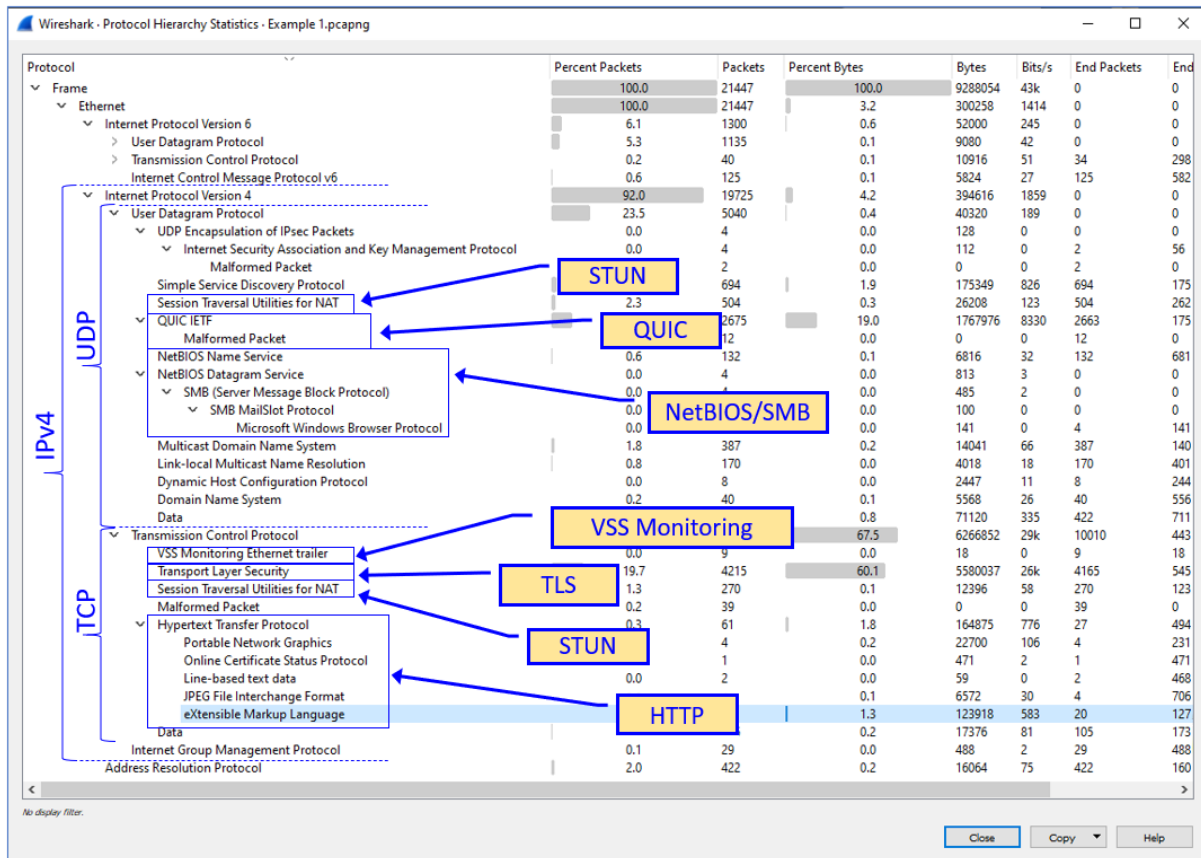 Wireshark · Protocol Hierarchy Statistics · Example 1.pcapng
Protocol Percent Packets Packets Percent Bytes Bytes Bits/s End Packets End
Frame 100.0 21447 100.0 9288054 43k 0 0
Ethernet 100.0 21447 3.2 300258 1414 0 0
Internet Protocol Version 6 6.1 1300 0.6 52000 245 0 0
User Datagram Protocol 5.3 1135 0.1 9080 42 0 0
Transmission Control Protocol 0.2 40 0.1 10916 51 34 298
Internet Control Message Protocol v6 0.6 125 0.1 5824 27 125 582
Internet Protocol Version 4 92.0 19725 4.2 394616 1859 0 0
User Datagram Protocol 23.5 5040 0.4 40320 189 0 0
UDP Encapsulation of IPsec Packets 0.0 4 0.0 128 0 0 0
Internet Security Association and Key Management Protocol 0.0 4 0.0 112 0 2 56
Malformed Packet 2 0.0 0 0 2 0
Simple Service Discovery Protocol 694 1.9 175349 826 694 175
STUN
Session Traversal Utilities for NAT 2.3 504 0.3 26208 123 504 262
QUIC IETF 2675 19.0 1767976 8330 2663 175
QUIC
Malformed Packet 12 0.0 0 0 12 0
NetBIOS Name Service 0.6 132 0.1 6816 32 132 681
NetBIOS Datagram Service 0.0 4 0.0 813 3 0 0
SMB (Server Message Block Protocol) 0.0 0.0 485 2 0 0
SMB MailSlot Protocol 0.0 0.0 100 0 0 0
NetBIOS/SMB
Microsoft Windows Browser Protocol 0.0 0.0 141 0 4 141
Multicast Domain Name System 1.8 387 0.2 14041 66 387 140
Link-local Multicast Name Resolution 0.8 170 0.0 4018 18 170 401
Dynamic Host Configuration Protocol 0.0 8 0.0 2447 11 8 244
Domain Name System 0.2 40 0.1 5568 26 40 556
Data 0.8 71120 335 422 711
VSS Monitoring
Transmission Control Protocol 67.5 6266852 29k 10010 443
VSS Monitoring Ethernet trailer 0.0 9 0.0 18 0 9 18
Transport Layer Security 19.7 4215 60.1 5580037 26k 4165 545
TLS
Session Traversal Utilities for NAT 1.3 270 0.1 12396 58 270 123
Malformed Packet 0.2 39 0.0 0 0 39 0
Hypertext Transfer Protocol 0.3 61 1.8 164875 776 27 494
Portable Network Graphics 4 0.2 22700 106 4 231
STUN
Online Certificate Status Protocol 1 0.0 471 2 1 471
Line-based text data 0.0 2 0.0 59 0 2 468
JPEG File Interchange Format 0.1 6572 30 4 706
eXtensible Markup Language 1.3 123918 583 20 127
HTTP
Data 0.2 17376 81 105 173
Internet Group Management Protocol 0.1 29 0.0 488 2 29 488
Address Resolution Protocol 2.0 422 0.2 16064 75 422 160
IPv4
UDP
TCP
No display filter.
Close Copy Help